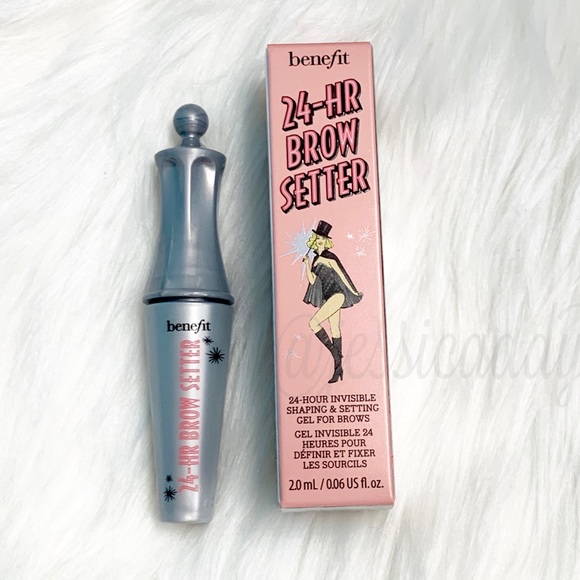 benefit
24-HR BROW SETTER
benefit
24-HR
BROW
SETTER
24-HOUR INVISIBLE
SHAPING & SETTING
GEL FOR BROWS
GEL INVISIBLE 24
HEURES POUR
DÉFINIR ET FIXER
LES SOURCILS
2.0 mL / 0.06 US fl. oz.